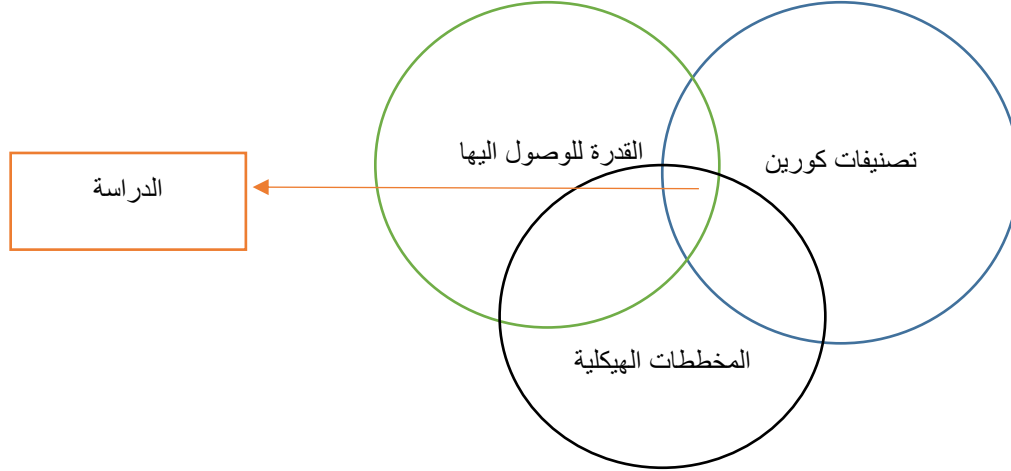 القدرة للوصول اليها
تصنيفات كورين
الدراسة
المخططات الهيكلية